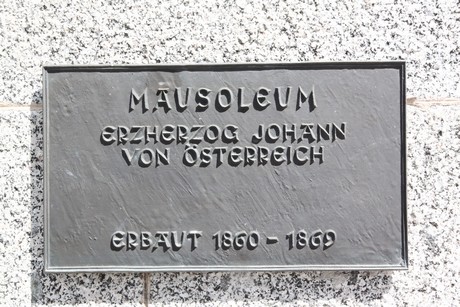 MAUSOLEUM
ERZHERZOG JOHANN
VON ÖSTERREICH
ERBAUT 1860 - 1869